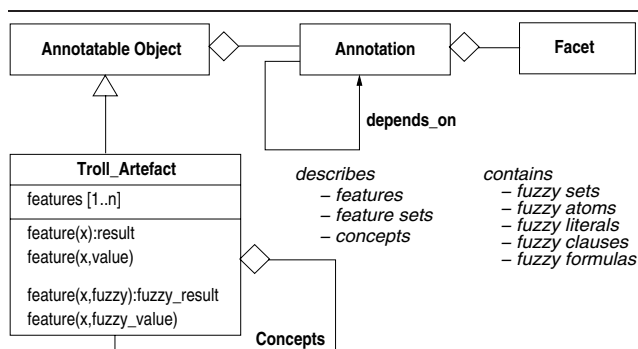 Annotatable Object
Annotation
Facet
depends_on
Troll_Artefact
features [1..n]
feature(x):result
feature(x,value)
feature(x,fuzzy):fuzzy_result
feature(x,fuzzy_value)
Concepts
describes
– features
– feature sets
– concepts
contains
– fuzzy sets
– fuzzy atoms
– fuzzy literals
– fuzzy clauses
– fuzzy formulas